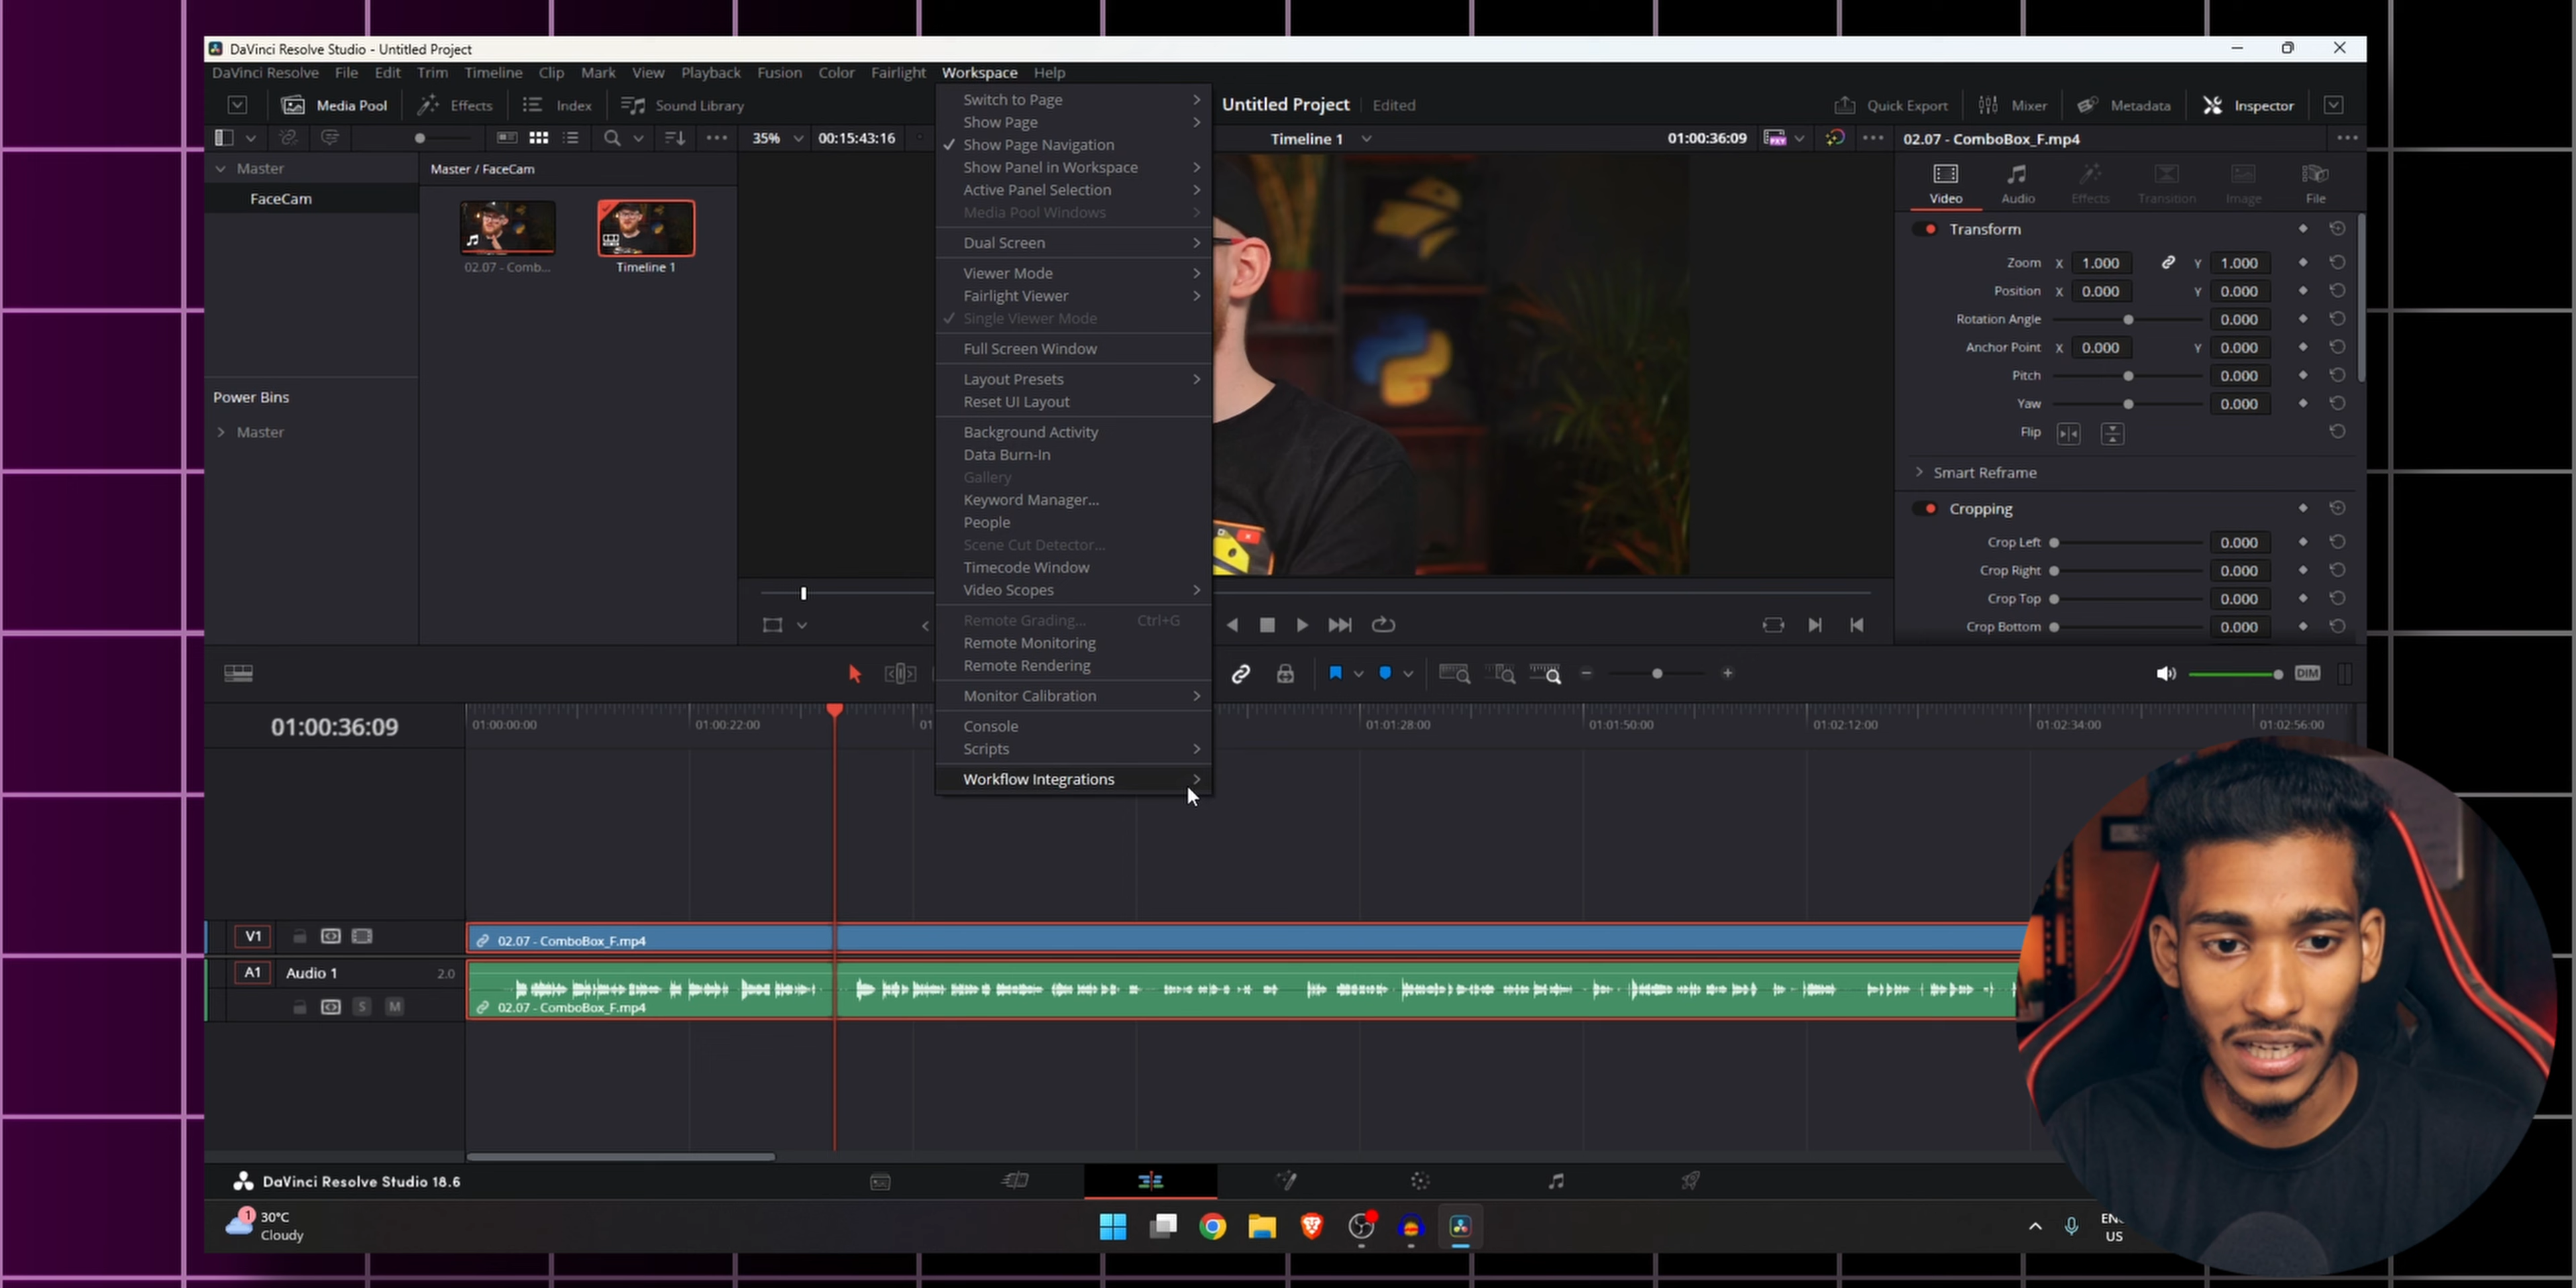 DaVinci Resolve Studio - Untitled Project
DaVinci Resolve File Edit Trim Timeline Clip Mark View Playback Fusion Color Fairlight Workspace Help
Media Pool Effects Index Sound Library
Untitled Project Edited
Quick Export Mixer Metadata Inspector
35% 00:15:43:16
Timeline 1
01:00:36:09
02.07 - ComboBox_F.mp4
Master
FaceCam
Master / FaceCam
02.07 - Comb...
Timeline 1
Power Bins
Master
Switch to Page
Show Page
Show Page Navigation
Show Panel in Workspace
Active Panel Selection
Media Pool Windows
Dual Screen
Viewer Mode
Fairlight Viewer
Single Viewer Mode
Full Screen Window
Layout Presets
Reset UI Layout
Background Activity
Data Burn-In
Gallery
Keyword Manager...
People
Scene Cut Detector...
Timecode Window
Video Scopes
Remote Grading... Ctrl+G
Remote Monitoring
Remote Rendering
Monitor Calibration
Console
Scripts
Workflow Integrations
Video Audio Effects Transition Image File
Transform
Zoom X 1.000 Y 1.000
Position X 0.000 Y 0.000
Rotation Angle 0.000
Anchor Point X 0.000 Y 0.000
Pitch 0.000
Yaw 0.000
Flip
Smart Reframe
Cropping
Crop Left 0.000
Crop Right 0.000
Crop Top 0.000
Crop Bottom 0.000
DIM
01:00:36:09
01:00:00:00 01:00:22:00 01:01:28:00 01:01:50:00 01:02:12:00 01:02:34:00 01:02:56:00
V1
02.07 - ComboBox_F.mp4
A1 Audio 1 2.0
S M
02.07 - ComboBox_F.mp4
DaVinci Resolve Studio 18.6
1
30°C
Cloudy
US